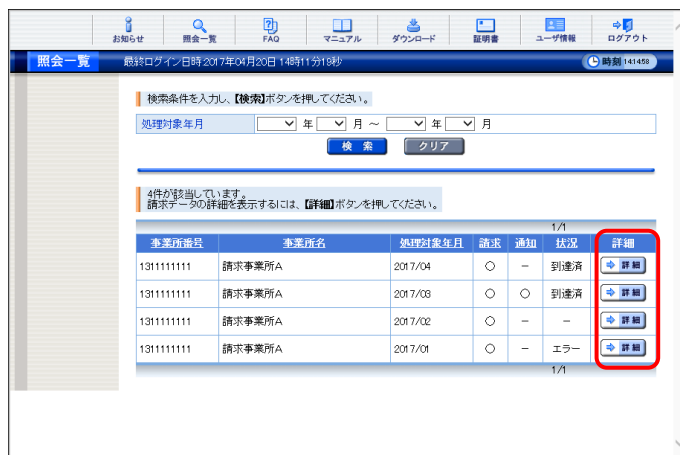 お知らせ 照会一覧 FAQ マニュアル ダウンロード 証明書 ユーザ情報 ログアウト
照会一覧 最終ログイン日時:2017年04月20日 14時11分19秒 時刻 14:14:58
検索条件を入力し、【検索】ボタンを押してください。
処理対象年月 年 月 ～ 年 月
検 索 クリア
4件が該当しています。
請求データの詳細を表示するには、【詳細】ボタンを押してください。
1/1
事業所番号 事業所名 処理対象年月 請求 通知 状況 詳細
1311111111 請求事業所A 2017/04 ○ － 到達済 詳細
1311111111 請求事業所A 2017/03 ○ ○ 到達済 詳細
1311111111 請求事業所A 2017/02 ○ － － 詳細
1311111111 請求事業所A 2017/01 ○ － エラー 詳細
1/1